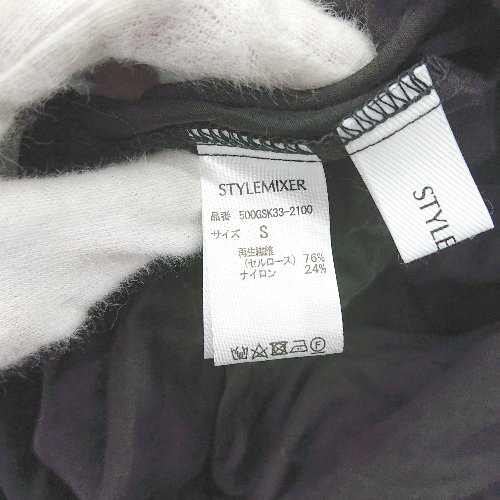 STYLEMIXER
品番 500GSK33-2100
サイズ S
再生繊維
(セルロース) 76%
ナイロン 24%
STYLEM